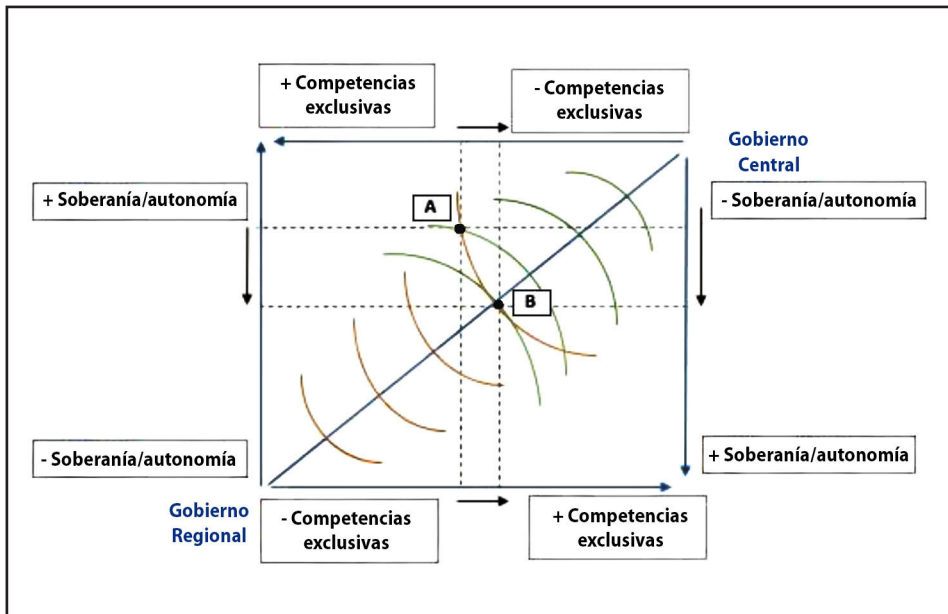 + Competencias
exclusivas
- Competencias
exclusivas
Gobierno
Central
+ Soberanía/autonomía
- Soberanía/autonomía
A
B
- Soberanía/autonomía
+ Soberanía/autonomía
Gobierno
Regional
- Competencias
exclusivas
+ Competencias
exclusivas